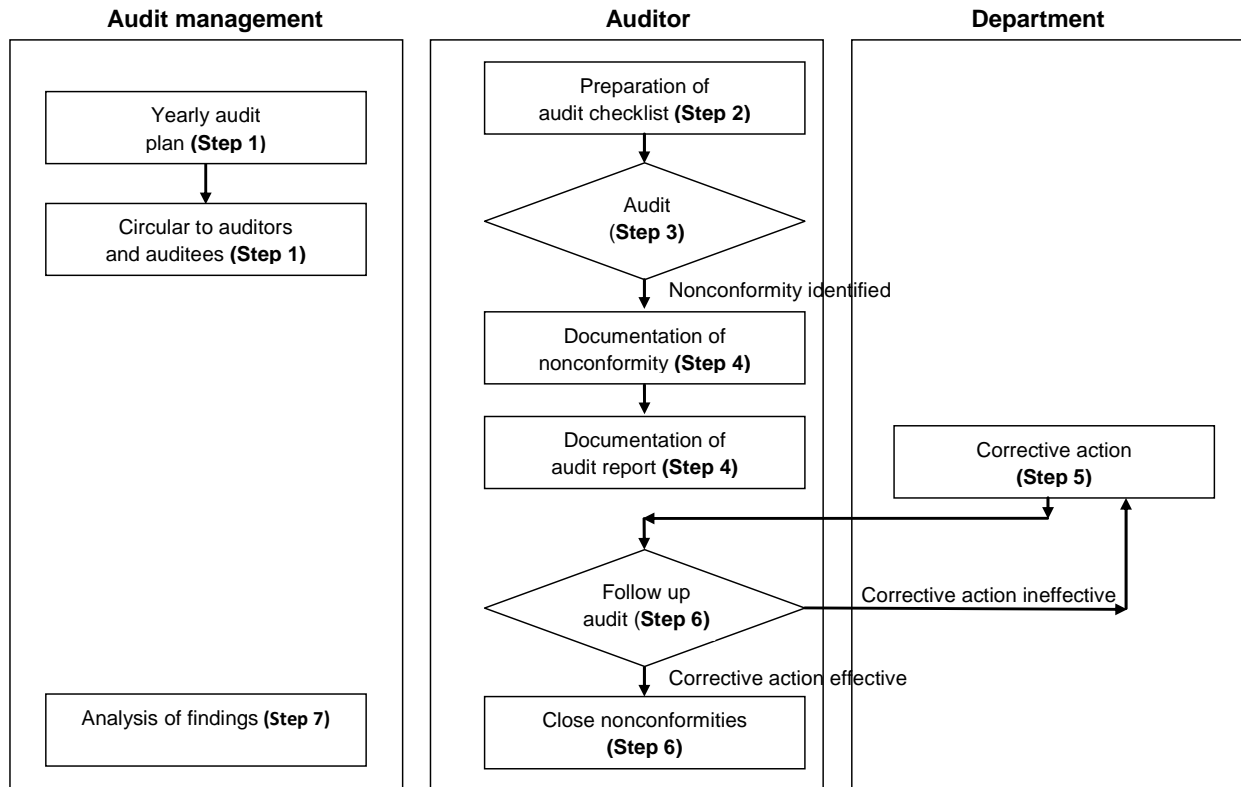 Audit management
Auditor
Department
Yearly audit
plan (Step 1)
Circular to auditors
and auditees (Step 1)
Analysis of findings (Step 7)
Preparation of
audit checklist (Step 2)
Audit
(Step 3)
Nonconformity identified
Documentation of
nonconformity (Step 4)
Documentation of
audit report (Step 4)
Corrective action
(Step 5)
Follow up
audit (Step 6)
Corrective action ineffective
Corrective action effective
Close nonconformities
(Step 6)